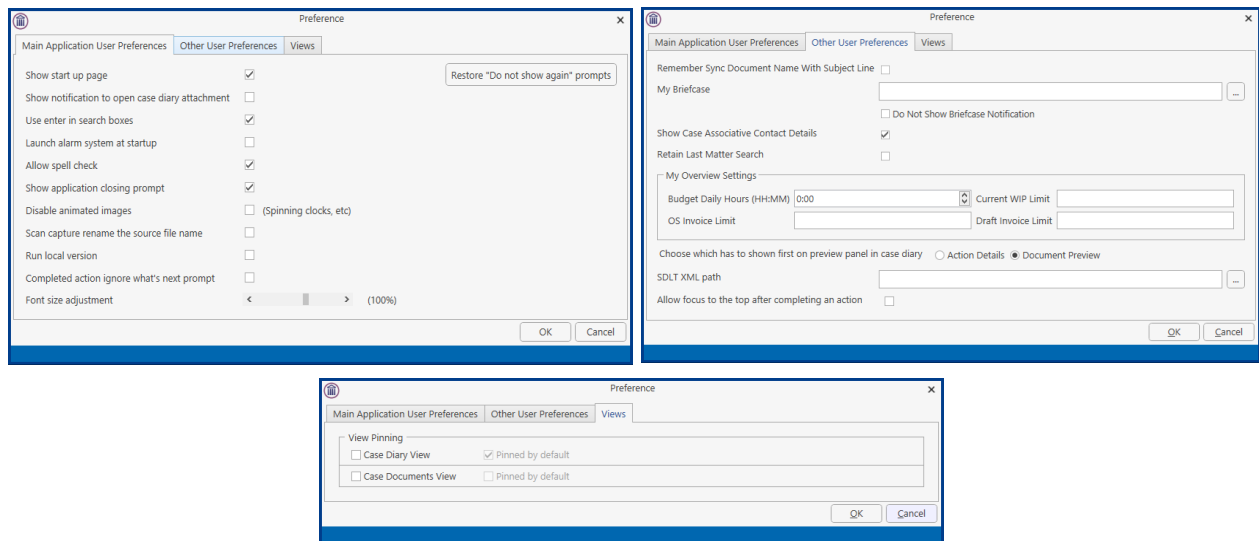 Preference
Main Application User Preferences Other User Preferences Views
Show start up page
Restore "Do not show again" prompts
Show notification to open case diary attachment
Use enter in search boxes
Launch alarm system at startup
Allow spell check
Show application closing prompt
Disable animated images (Spinning clocks, etc)
Scan capture rename the source file name
Run local version
Completed action ignore what's next prompt
Font size adjustment < > (100%)
OK Cancel
Preference
Main Application User Preferences Other User Preferences Views
Remember Sync Document Name With Subject Line
My Briefcase ...
Do Not Show Briefcase Notification
Show Case Associative Contact Details
Retain Last Matter Search
My Overview Settings
Budget Daily Hours (HH:MM) 0:00 Current WIP Limit
OS Invoice Limit Draft Invoice Limit
Choose which has to shown first on preview panel in case diary Action Details Document Preview
SDLT XML path ...
Allow focus to the top after completing an action
OK Cancel
Preference
Main Application User Preferences Other User Preferences Views
View Pinning
Case Diary View Pinned by default
Case Documents View Pinned by default
OK Cancel